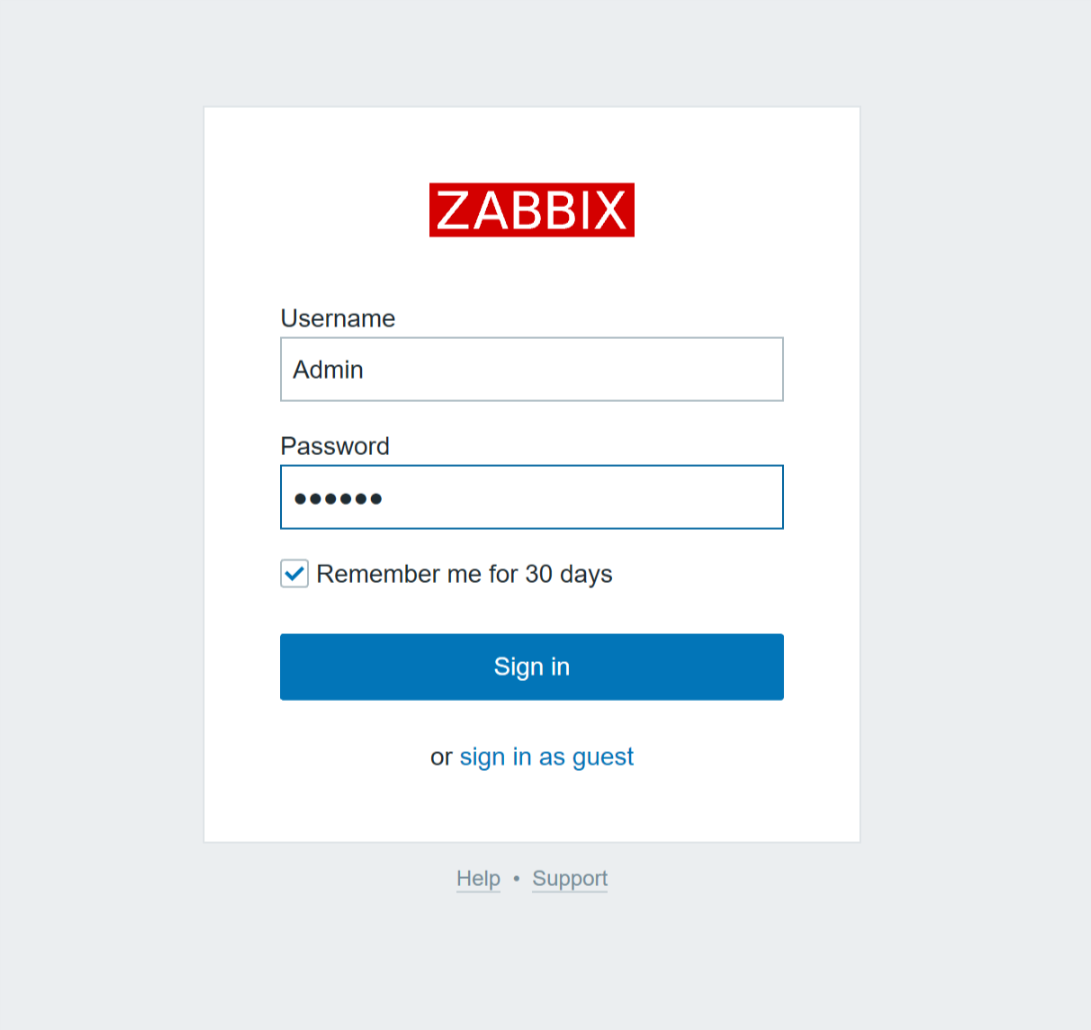 ZABBIX
Username
Admin
Password
••••••
Remember me for 30 days
Sign in
or sign in as guest
Help • Support